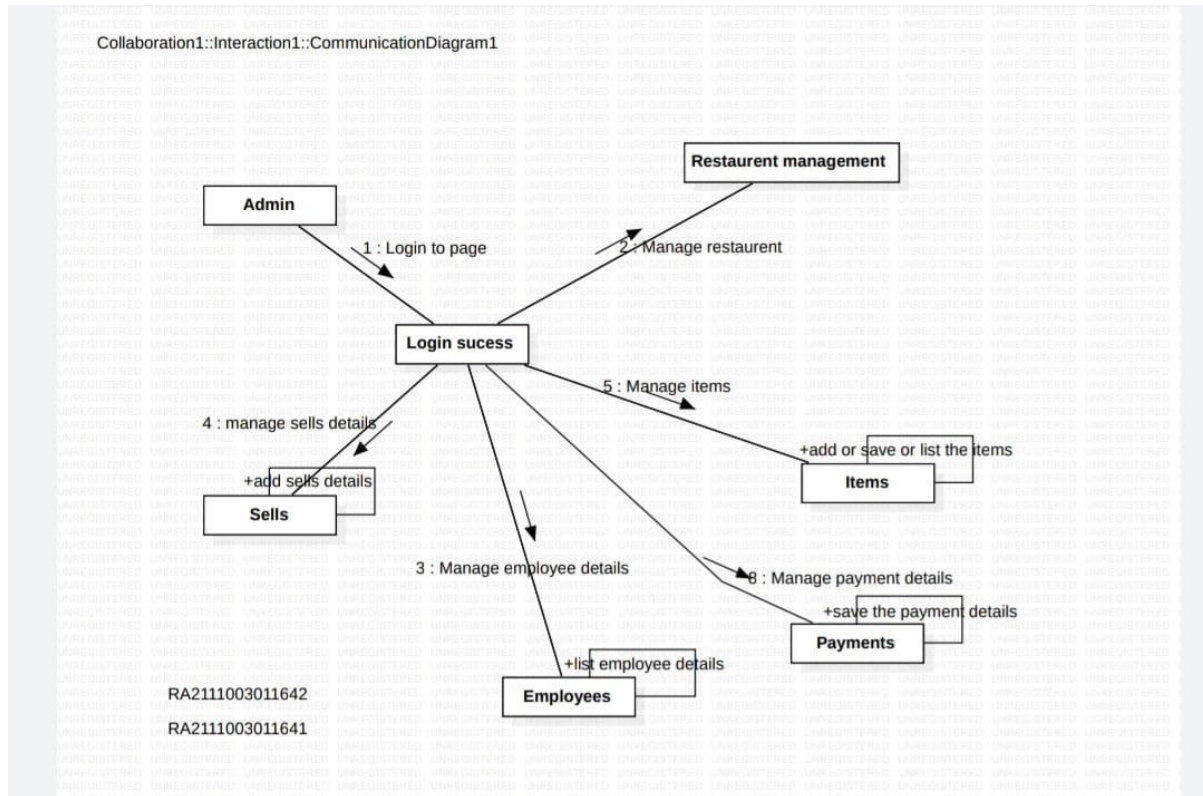 Collaboration1::Interaction1::CommunicationDiagram1
Restaurent management
Admin
1 : Login to page
2 : Manage restaurent
Login sucess
5 : Manage items
4 : manage sells details
+add or save or list the items
+add sells details
Items
Sells
3 : Manage employee details
8 : Manage payment details
+save the payment details
Payments
+list employee details
Employees
RA2111003011642
RA2111003011641
UNREGISTERED